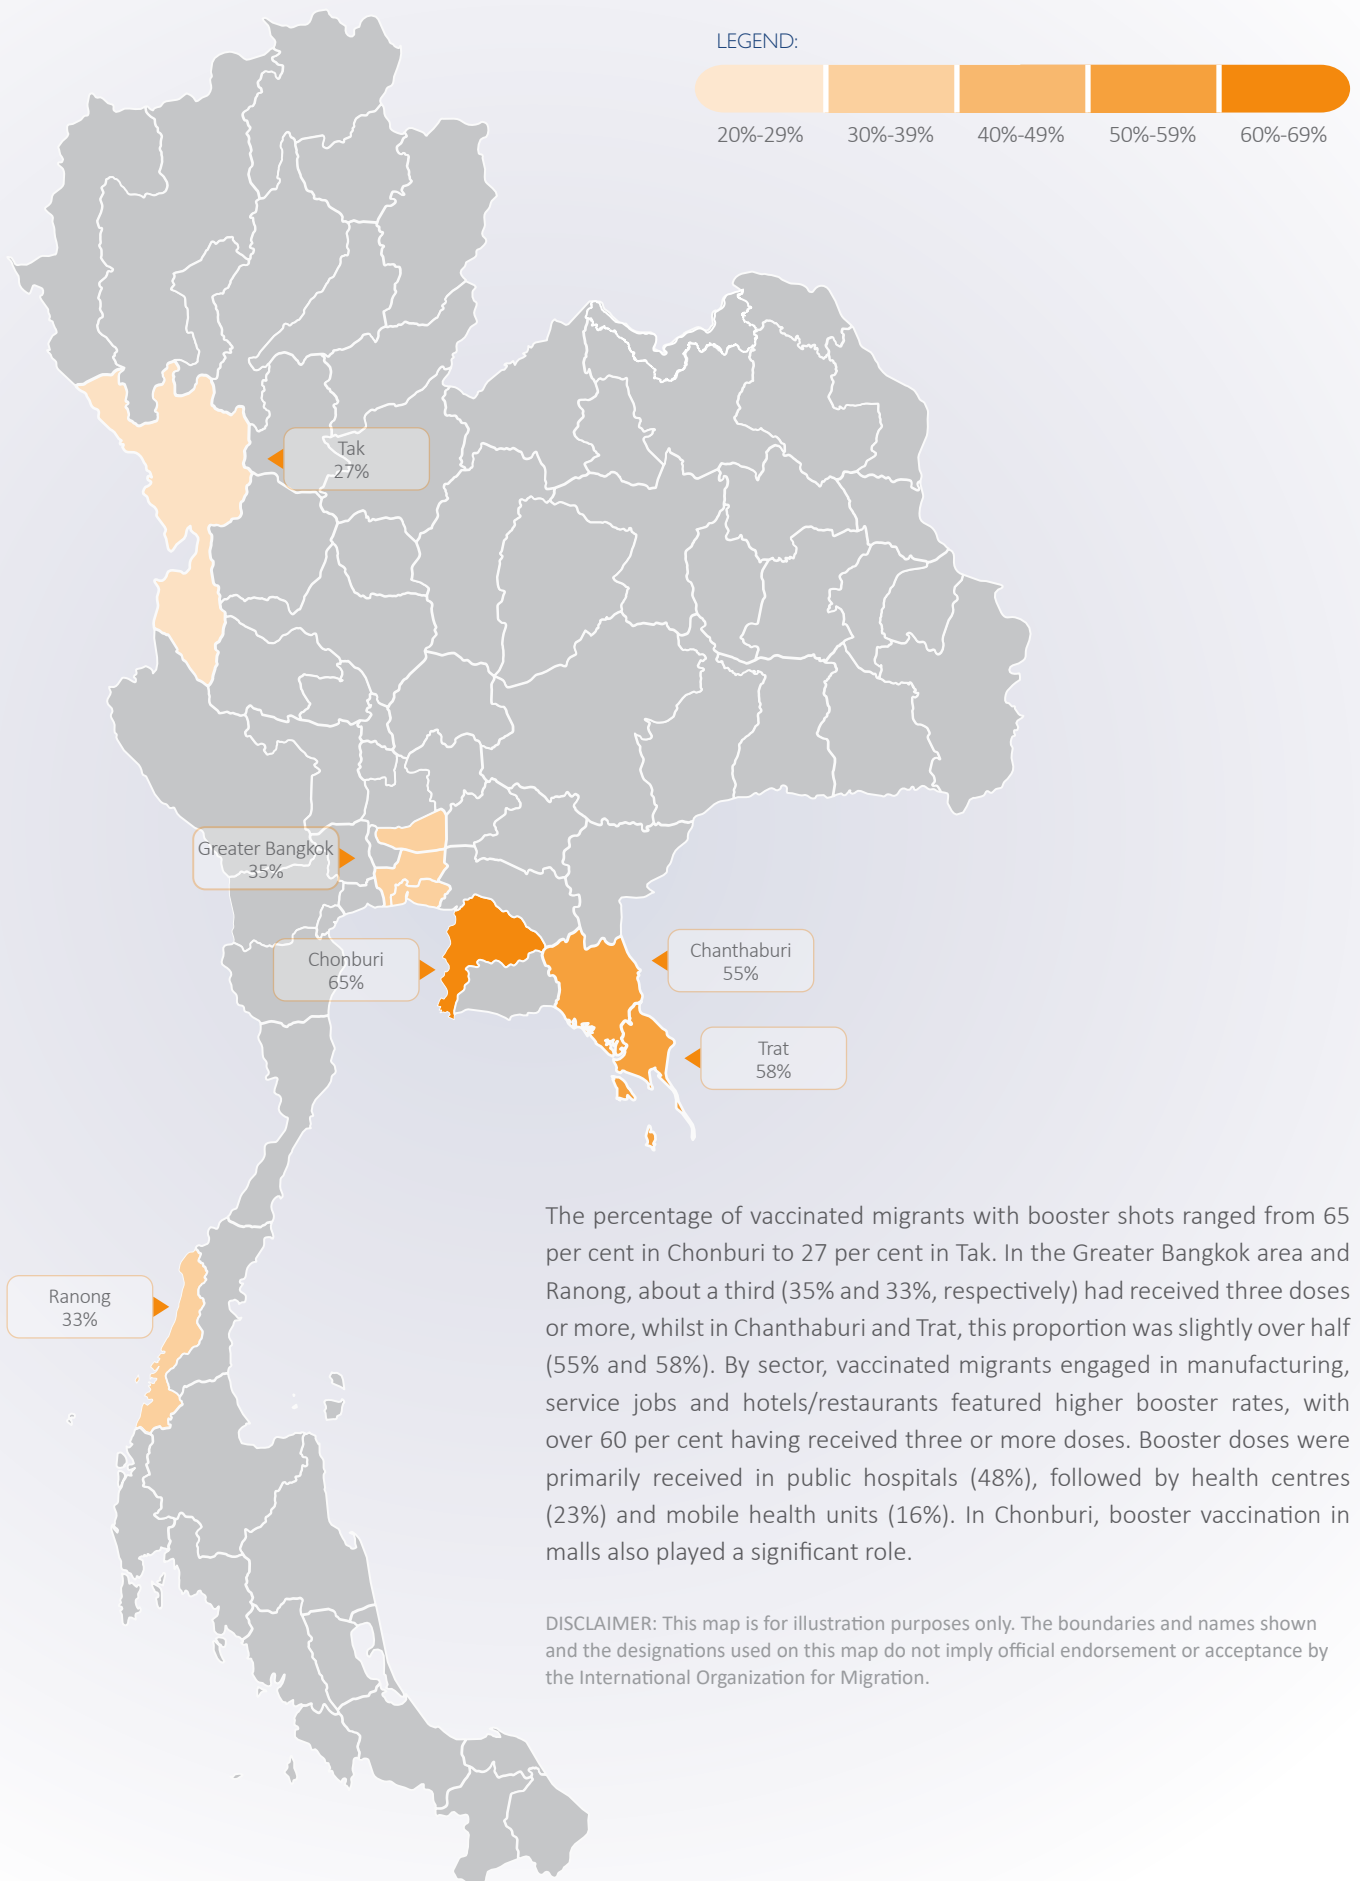 LEGEND:
20%-29% 30%-39% 40%-49% 50%-59% 60%-69%
Tak
27%
Greater Bangkok
35%
Chonburi
65%
Chanthaburi
55%
Trat
58%
Ranong
33%
The percentage of vaccinated migrants with booster shots ranged from 65
per cent in Chonburi to 27 per cent in Tak. In the Greater Bangkok area and
Ranong, about a third (35% and 33%, respectively) had received three doses
or more, whilst in Chanthaburi and Trat, this proportion was slightly over half
(55% and 58%). By sector, vaccinated migrants engaged in manufacturing,
service jobs and hotels/restaurants featured higher booster rates, with
over 60 per cent having received three or more doses. Booster doses were
primarily received in public hospitals (48%), followed by health centres
(23%) and mobile health units (16%). In Chonburi, booster vaccination in
malls also played a significant role.
DISCLAIMER: This map is for illustration purposes only. The boundaries and names shown
and the designations used on this map do not imply official endorsement or acceptance by
the International Organization for Migration.